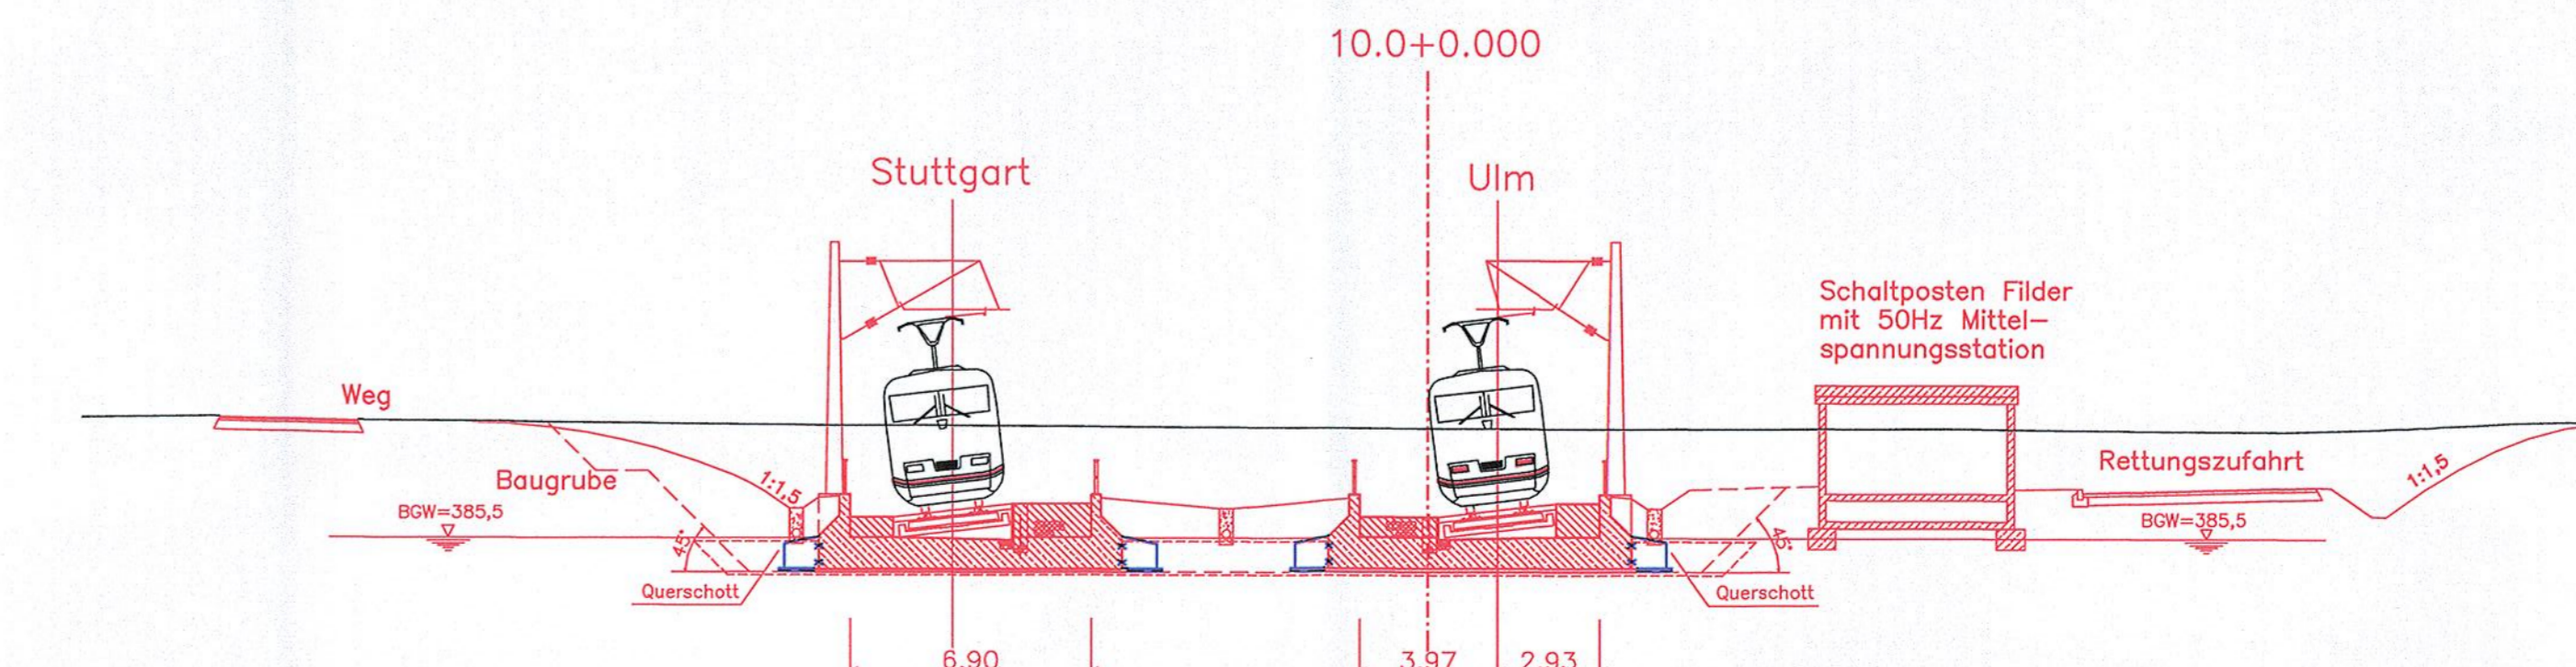 10.0+0.000
Stuttgart
Ulm
Schaltposten Filder
mit 50Hz Mittel-
spannungsstation
Weg
Baugrube
1:1,5
Rettungszufahrt
1:1,5
BGW=385,5
BGW=385,5
45°
45°
Querschott
Querschott
6.90
3.97
2.93